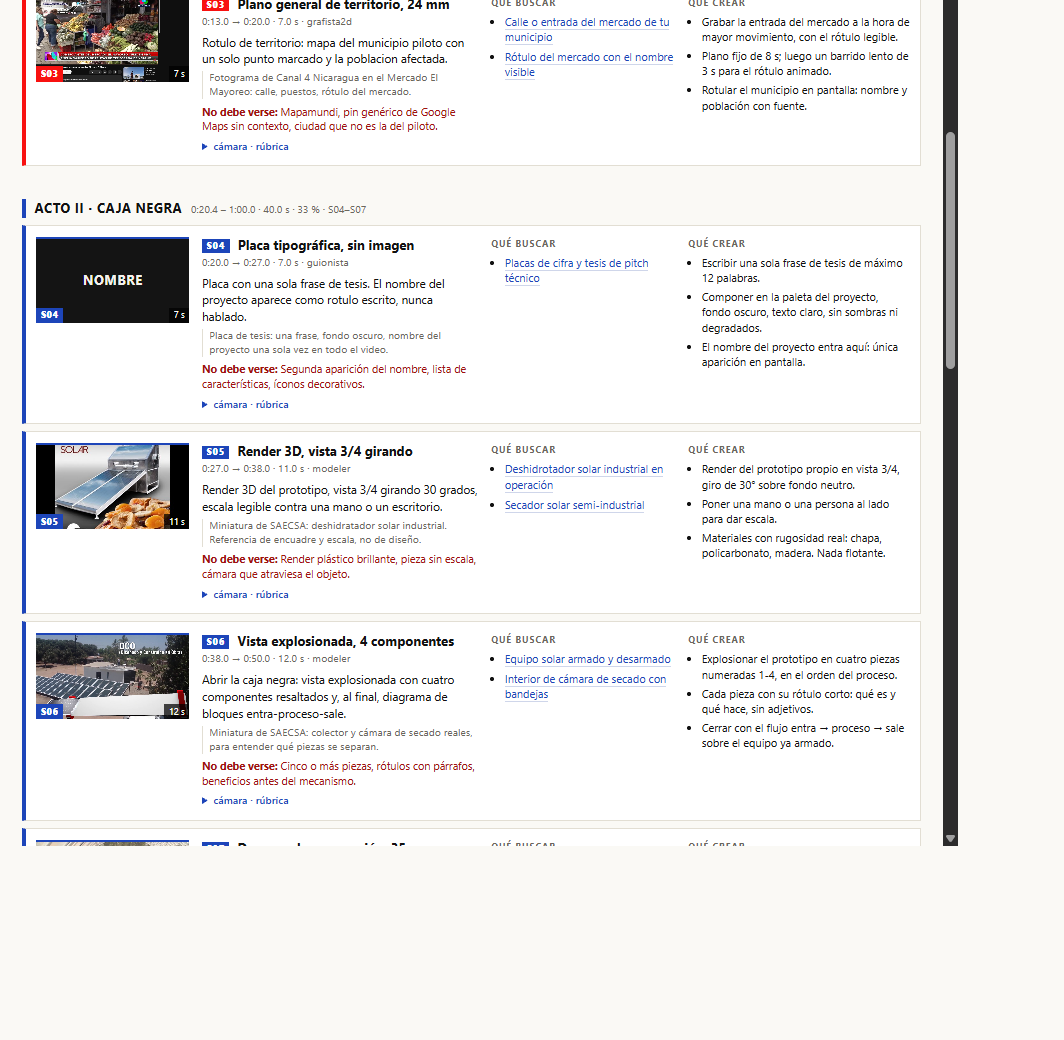 S03 Plano general de territorio, 24 mm
0:13.0 → 0:20.0 · 7.0 s · grafista2d
Rotulo de territorio: mapa del municipio piloto con
un solo punto marcado y la poblacion afectada.
Fotograma de Canal 4 Nicaragua en el Mercado El
Mayoreo: calle, puestos, rótulo del mercado.
No debe verse: Mapamundi, pin genérico de Google
Maps sin contexto, ciudad que no es la del piloto.
cámara · rúbrica
S03
7 s
QUÉ BUSCAR
Calle o entrada del mercado de tu
municipio
Rótulo del mercado con el nombre
visible
QUÉ CREAR
Grabar la entrada del mercado a la hora de
mayor movimiento, con el rótulo legible.
Plano fijo de 8 s; luego un barrido lento de
3 s para el rótulo animado.
Rotular el municipio en pantalla: nombre y
población con fuente.
ACTO II · CAJA NEGRA 0:20.4 – 1:00.0 · 40.0 s · 33 % · S04–S07
NOMBRE
S04
7 s
S04 Placa tipográfica, sin imagen
0:20.0 → 0:27.0 · 7.0 s · guionista
Placa con una sola frase de tesis. El nombre del
proyecto aparece como rotulo escrito, nunca
hablado.
Placa de tesis: una frase, fondo oscuro, nombre del
proyecto una sola vez en todo el video.
No debe verse: Segunda aparición del nombre, lista de
características, íconos decorativos.
cámara · rúbrica
QUÉ BUSCAR
Placas de cifra y tesis de pitch
técnico
QUÉ CREAR
Escribir una sola frase de tesis de máximo
12 palabras.
Componer en la paleta del proyecto,
fondo oscuro, texto claro, sin sombras ni
degradados.
El nombre del proyecto entra aquí: única
aparición en pantalla.
SOLAR
S05
11 s
S05 Render 3D, vista 3/4 girando
0:27.0 → 0:38.0 · 11.0 s · modeler
Render 3D del prototipo, vista 3/4 girando 30 grados,
escala legible contra una mano o un escritorio.
Miniatura de SAECSA: deshidratador solar industrial.
Referencia de encuadre y escala, no de diseño.
No debe verse: Render plástico brillante, pieza sin escala,
cámara que atraviesa el objeto.
cámara · rúbrica
QUÉ BUSCAR
Deshidrotador solar industrial en
operación
Secador solar semi-industrial
QUÉ CREAR
Render del prototipo propio en vista 3/4,
giro de 30° sobre fondo neutro.
Poner una mano o una persona al lado
para dar escala.
Materiales con rugosidad real: chapa,
policarbonato, madera. Nada flotante.
S06
12 s
S06 Vista explosionada, 4 componentes
0:38.0 → 0:50.0 · 12.0 s · modeler
Abrir la caja negra: vista explosionada con cuatro
componentes resaltados y, al final, diagrama de
bloques entra-proceso-sale.
Miniatura de SAECSA: colector y cámara de secado reales,
para entender qué piezas se separan.
No debe verse: Cinco o más piezas, rótulos con párrafos,
beneficios antes del mecanismo.
cámara · rúbrica
QUÉ BUSCAR
Equipo solar armado y desarmado
Interior de cámara de secado con
bandejas
QUÉ CREAR
Explosionar el prototipo en cuatro piezas
numeradas 1-4, en el orden del proceso.
Cada pieza con su rótulo corto: qué es y
qué hace, sin adjetivos.
Cerrar con el flujo entra → proceso → sale
sobre el equipo ya armado.
QUÉ BUSCAR
QUÉ CREAR